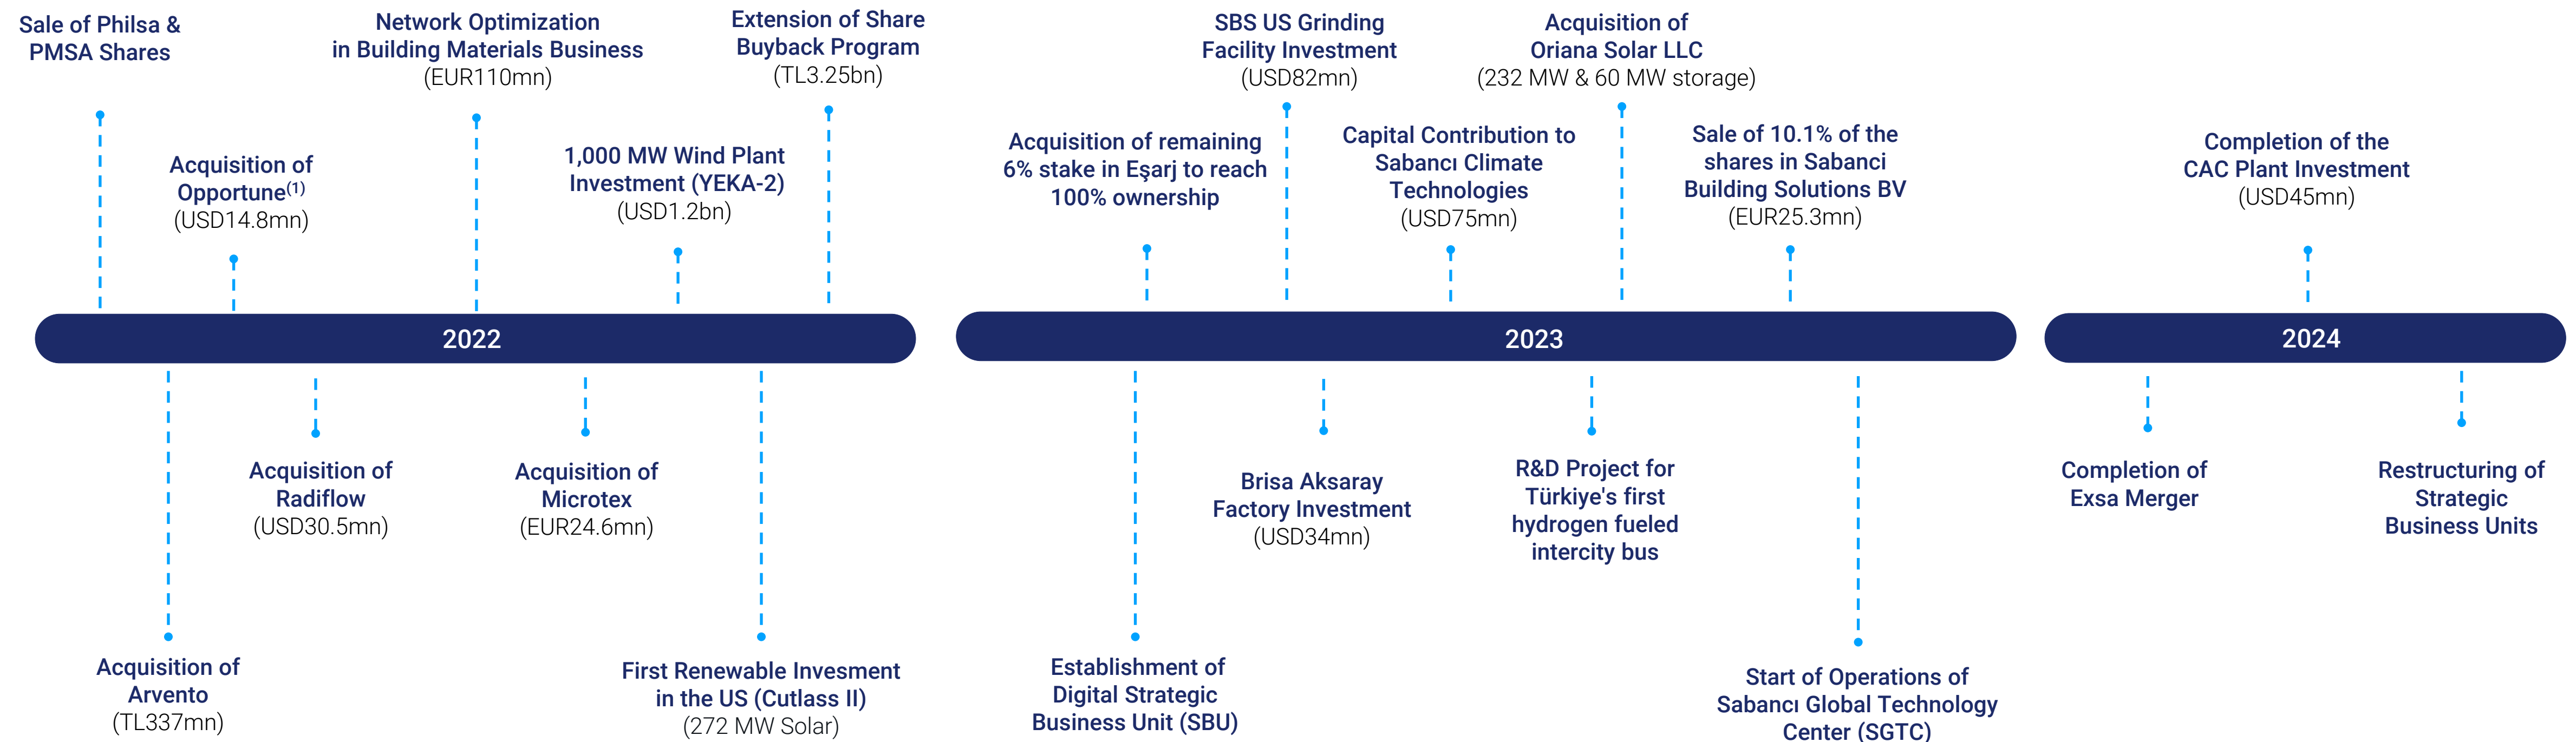 Sale of Philsa &
PMSA Shares
Network Optimization
in Building Materials Business
(EUR110mn)
Extension of Share
Buyback Program
(TL3.25bn)
Acquisition of
Opportune(1)
(USD14.8mn)
1,000 MW Wind Plant
Investment (YEKA-2)
(USD1.2bn)
2022
Acquisition of
Radiflow
(USD30.5mn)
Acquisition of
Microtex
(EUR24.6mn)
Acquisition of
Arvento
(TL337mn)
First Renewable Invesment
in the US (Cutlass II)
(272 MW Solar)
SBS US Grinding
Facility Investment
(USD82mn)
Acquisition of
Oriana Solar LLC
(232 MW & 60 MW storage)
Acquisition of remaining
6% stake in Eşarj to reach
100% ownership
Capital Contribution to
Sabancı Climate
Technologies
(USD75mn)
Sale of 10.1% of the
shares in Sabanci
Building Solutions BV
(EUR25.3mn)
2023
Brisa Aksaray
Factory Investment
(USD34mn)
R&D Project for
Türkiye's first
hydrogen fueled
intercity bus
Establishment of
Digital Strategic
Business Unit (SBU)
Start of Operations of
Sabancı Global Technology
Center (SGTC)
Completion of the
CAC Plant Investment
(USD45mn)
2024
Completion of
Exsa Merger
Restructuring of
Strategic
Business Units